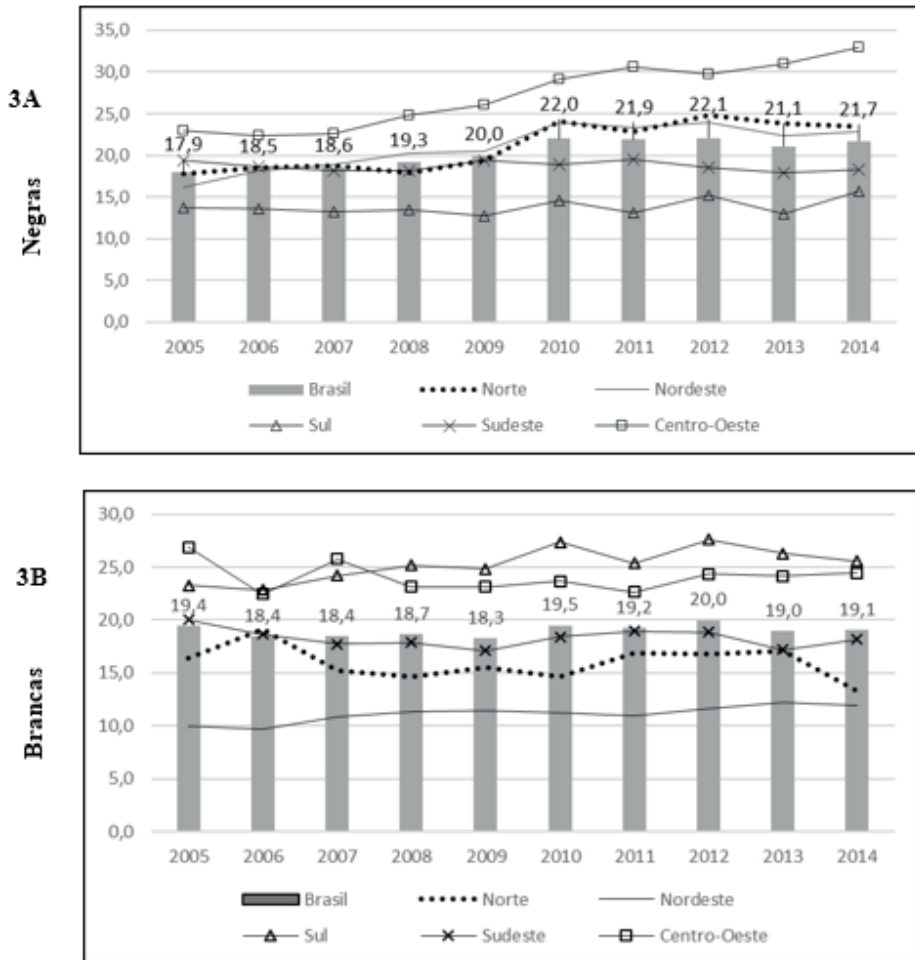 3A
Negras
35,0
30,0
25,0
20,0
15,0
10,0
5,0
0,0
17,9 18,5 18,6 19,3 20,0 22,0 21,9 22,1 21,1 21,7
2005 2006 2007 2008 2009 2010 2011 2012 2013 2014
Brasil Norte Nordeste
Sul Sudeste Centro-Oeste
3B
Brancas
30,0
25,0
20,0
15,0
10,0
5,0
0,0
19,4 18,4 18,4 18,7 18,3 19,5 19,2 20,0 19,0 19,1
2005 2006 2007 2008 2009 2010 2011 2012 2013 2014
Brasil Norte Nordeste
Sul Sudeste Centro-Oeste